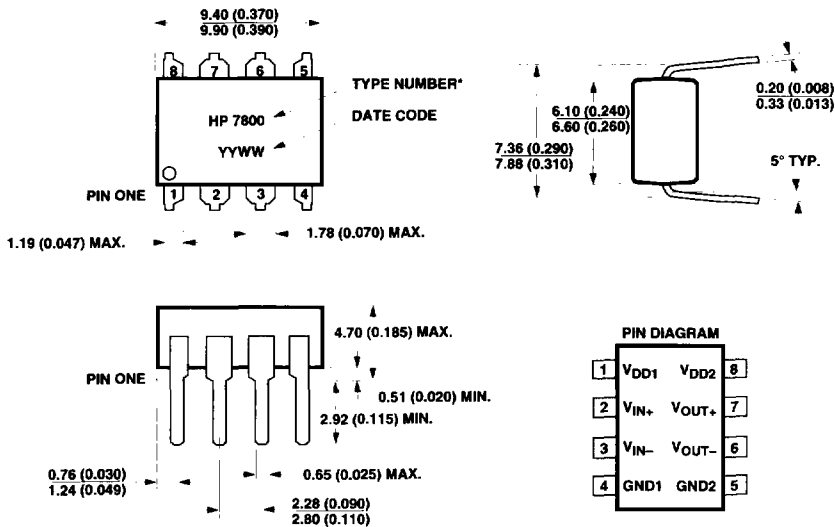 9.40 (0.370)
9.90 (0.390)
8 7 6 5
TYPE NUMBER*
HP 7800
DATE CODE
YYWW
PIN ONE
1 2 3 4
1.19 (0.047) MAX.
1.78 (0.070) MAX.
0.20 (0.008)
0.33 (0.013)
6.10 (0.240)
6.60 (0.260)
7.36 (0.290)
7.88 (0.310)
5° TYP.
4.70 (0.185) MAX.
PIN ONE
0.51 (0.020) MIN.
2.92 (0.115) MIN.
0.76 (0.030)
1.24 (0.049)
0.65 (0.025) MAX.
2.28 (0.090)
2.80 (0.110)
PIN DIAGRAM
1 VDD1 VDD2 8
2 VIN+ VOUT+ 7
3 VIN– VOUT– 6
4 GND1 GND2 5